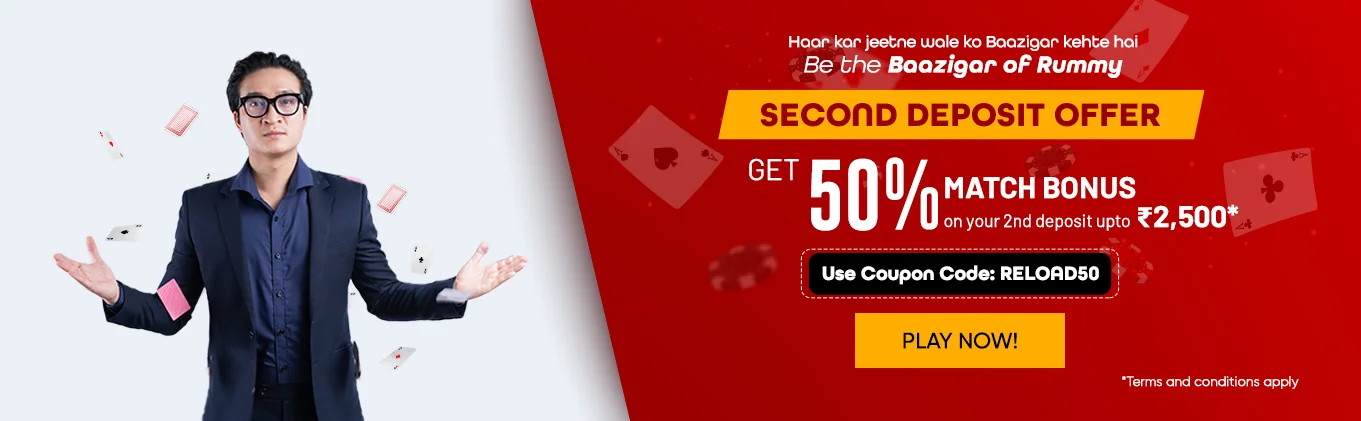 Haar kar jeetne wale ko Baazigar kehte hai
Be the Baazigar of Rummy
SECOND DEPOSIT OFFER
GET 50% MATCH BONUS
on your 2nd deposit upto ₹2,500*
Use Coupon Code: RELOAD50
PLAY NOW!
*Terms and conditions apply